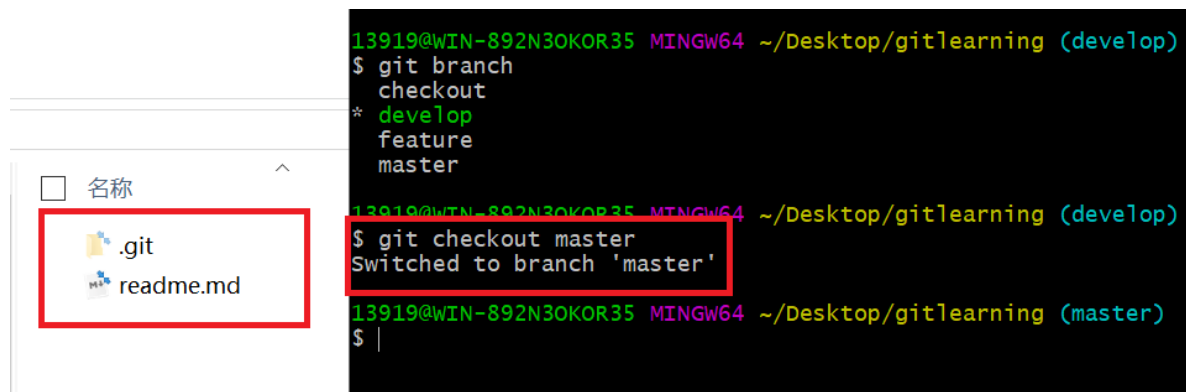 名称
.git
readme.md
13919@WIN-892N3OKOR35 MINGW64 ~/Desktop/gitlearning (develop)
$ git branch
checkout
* develop
feature
master
13919@WIN-892N3OKOR35 MINGW64 ~/Desktop/gitlearning (develop)
$ git checkout master
Switched to branch 'master'
13919@WIN-892N3OKOR35 MINGW64 ~/Desktop/gitlearning (master)
$